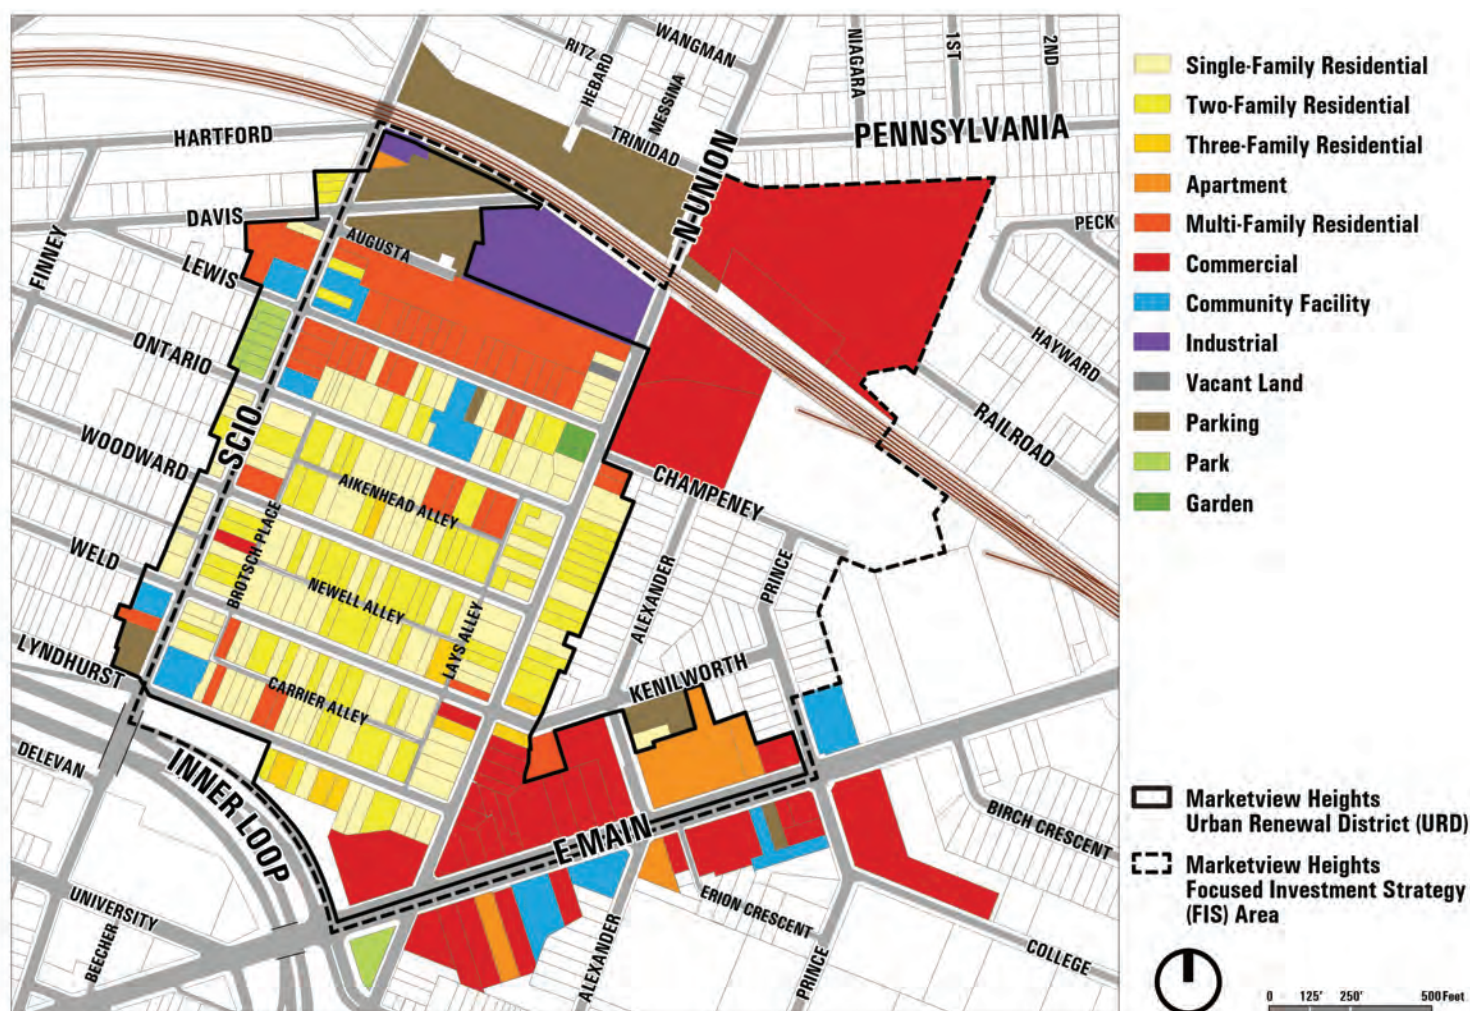 WANGMAN
RITZ
HEBARD
MESSINA
NIAGARA
1ST
2ND
HARTFORD
TRINIDAD
PENNSYLVANIA
N UNION
DAVIS
AUGUSTA
PECK
FINNEY
LEWIS
ONTARIO
HAYWARD
SCIO
WOODWARD
RAILROAD
AIKENHEAD ALLEY
CHAMPENEY
BROTSCH PLACE
WELD
NEWELL ALLEY
ALEXANDER
PRINCE
LAYS ALLEY
LYNDHURST
CARRIER ALLEY
KENILWORTH
DELEVAN
INNER LOOP
E MAIN
BIRCH CRESCENT
UNIVERSITY
BEECHER
ERION CRESCENT
ALEXANDER
PRINCE
COLLEGE
Single-Family Residential
Two-Family Residential
Three-Family Residential
Apartment
Multi-Family Residential
Commercial
Community Facility
Industrial
Vacant Land
Parking
Park
Garden
Marketview Heights
Urban Renewal District (URD)
Marketview Heights
Focused Investment Strategy
(FIS) Area
0 125' 250' 500 Feet